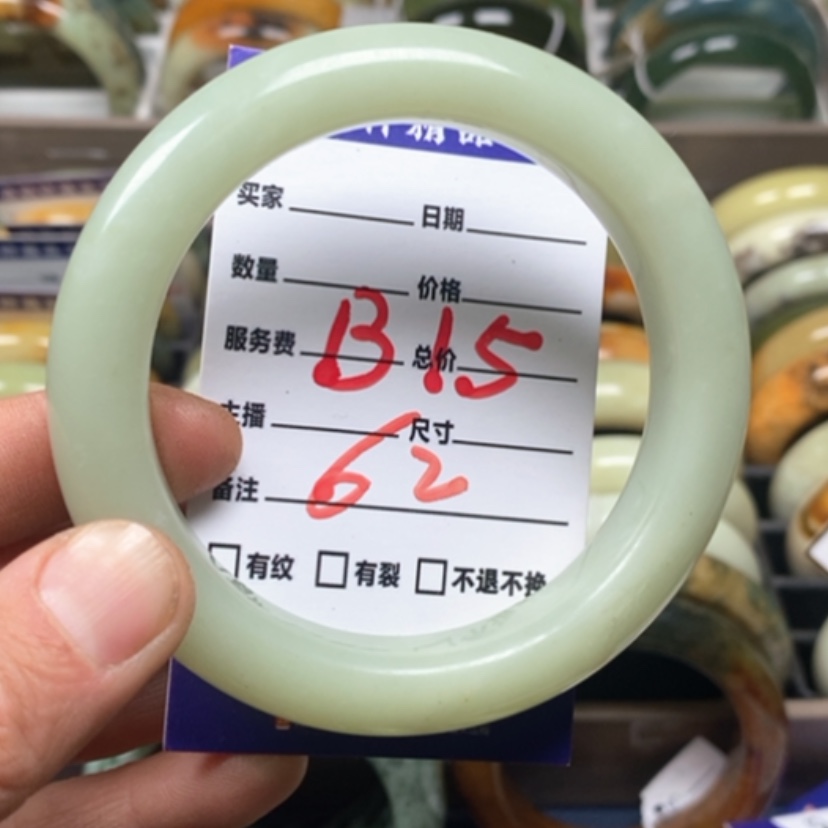 买家 日期
数量 价格
服务费 总价
B15
主播 尺寸
62
备注
有纹 有裂 不退不换